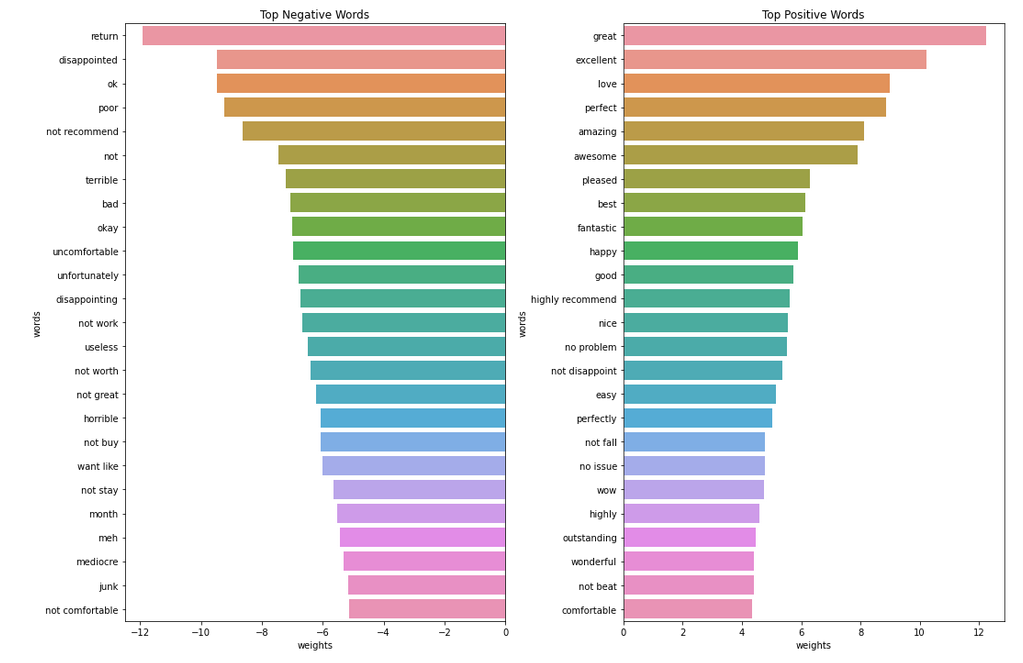 Top Negative Words
return
disappointed
ok
poor
not recommend
not
terrible
bad
okay
uncomfortable
unfortunately
disappointing
not work
useless
not worth
not great
horrible
not buy
want like
not stay
month
meh
mediocre
junk
not comfortable
words
−12 −10 −8 −6 −4 −2 0
weights
Top Positive Words
great
excellent
love
perfect
amazing
awesome
pleased
best
fantastic
happy
good
highly recommend
nice
no problem
not disappoint
easy
perfectly
not fall
no issue
wow
highly
outstanding
wonderful
not beat
comfortable
words
0 2 4 6 8 10 12
weights